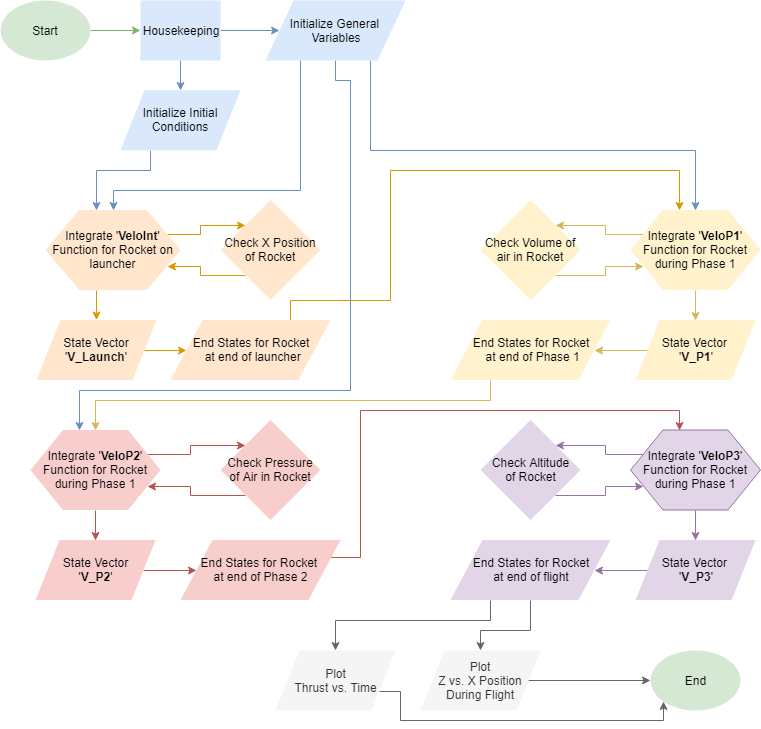 Start
Housekeeping
Initialize General
Variables
Initialize Initial
Conditions
Integrate 'VeloInt'
Function for Rocket on
launcher
Check X Position
of Rocket
Check Volume of
air in Rocket
Integrate 'VeloP1'
Function for Rocket
during Phase 1
State Vector
'V_Launch'
End States for Rocket
at end of launcher
End States for Rocket
at end of Phase 1
State Vector
'V_P1'
Integrate 'VeloP2'
Function for Rocket
during Phase 1
Check Pressure
of Air in Rocket
Check Altitude
of Rocket
Integrate 'VeloP3'
Function for Rocket
during Phase 1
State Vector
'V_P2'
End States for Rocket
at end of Phase 2
End States for Rocket
at end of flight
State Vector
'V_P3'
Plot
Thrust vs. Time
Plot
Z vs. X Position
During Flight
End